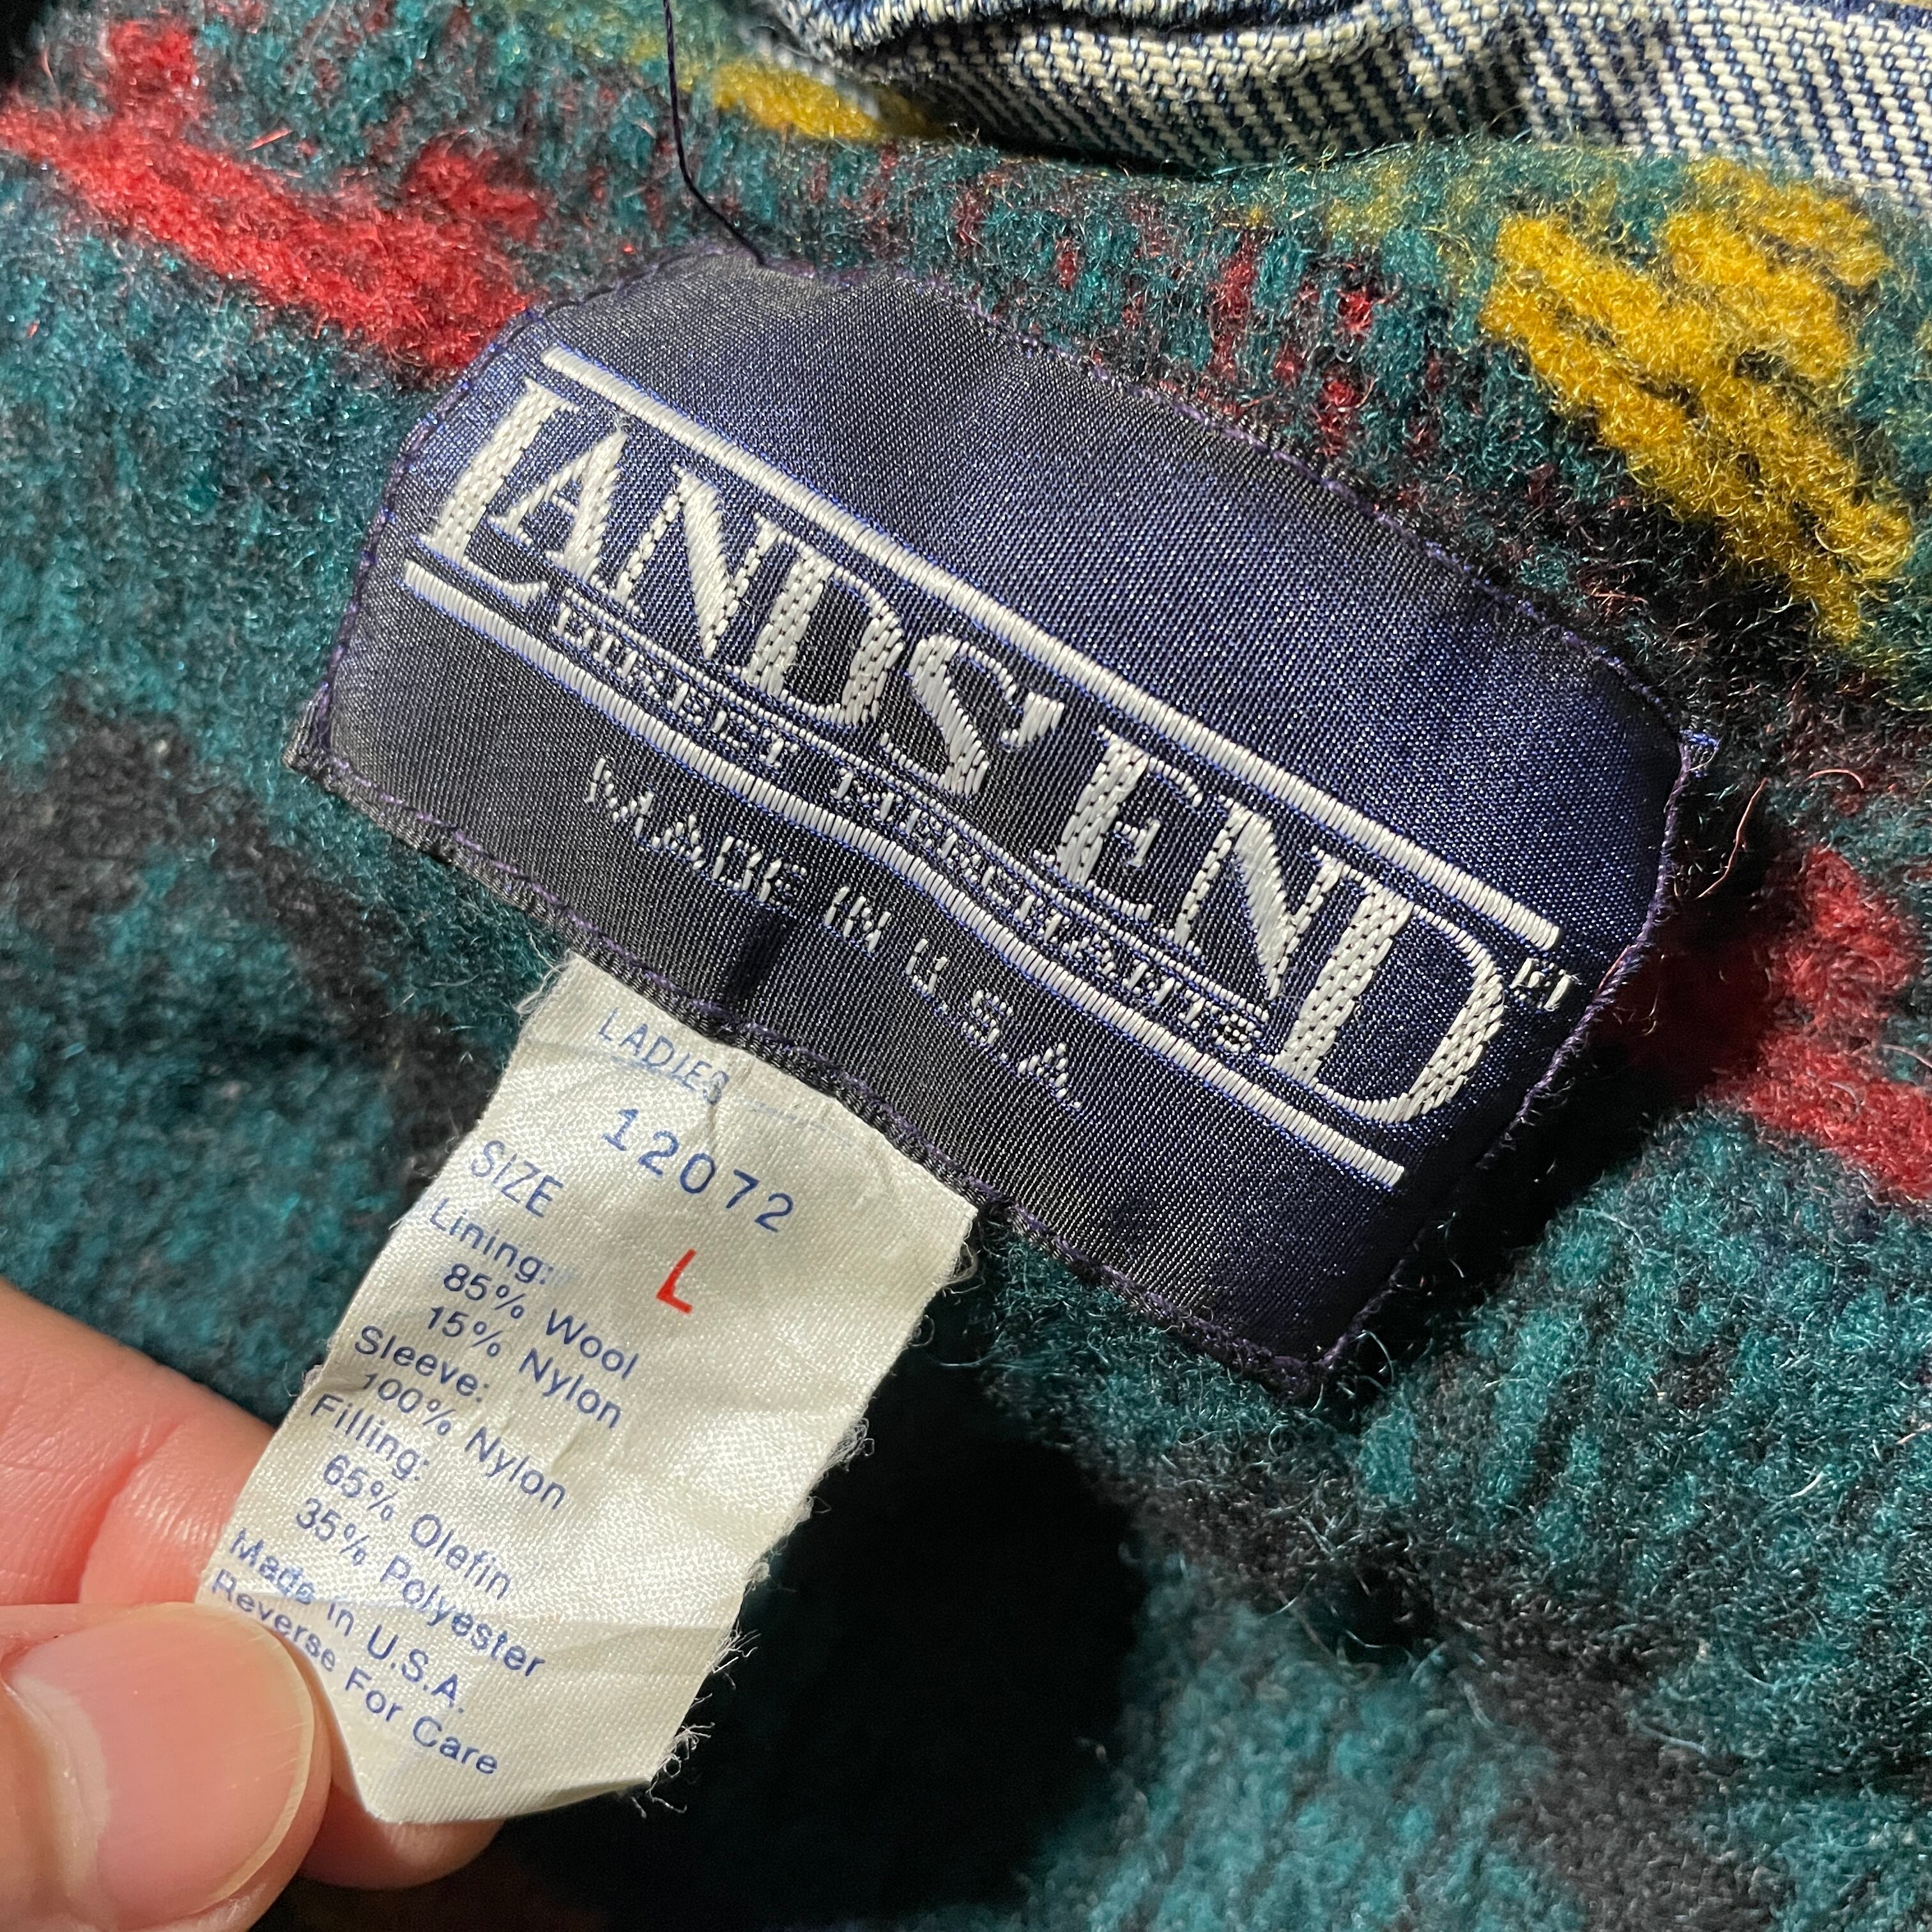 LANDS' END
DIRECT MERCHANTS®
MADE IN U.S.A
LADIES
12072
SIZE L
Lining:
85% Wool
15% Nylon
Sleeve:
100% Nylon
Filling:
65% Olefin
35% Polyester
Made in U.S.A.
Reverse For Care